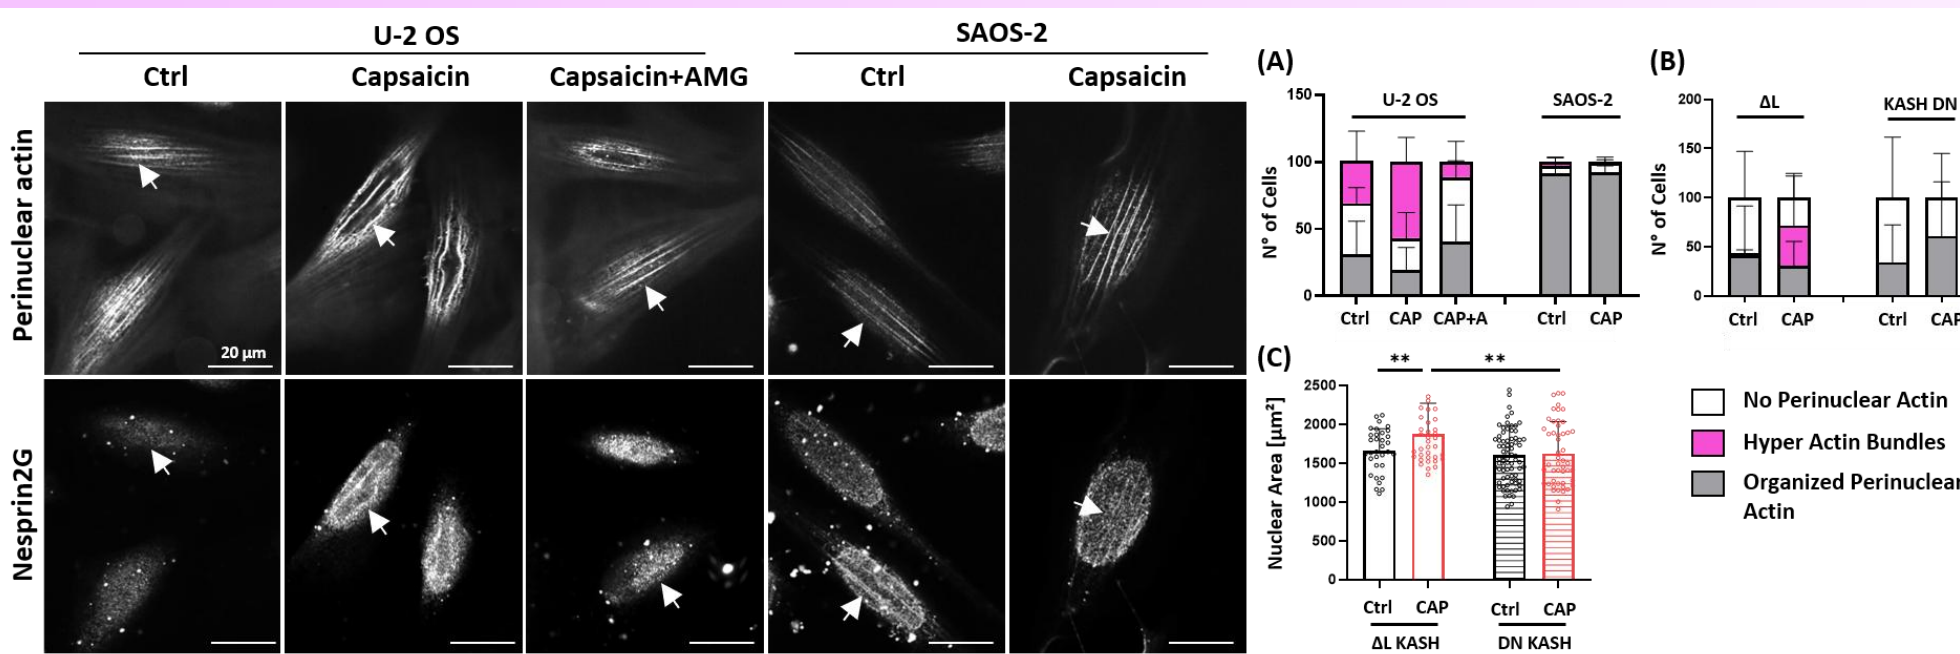 U-2 OS
SAOS-2
Ctrl
Capsaicin
Capsaicin+AMG
Ctrl
Capsaicin
Perinuclear actin
20 µm
Nesprin2G
(A)
U-2 OS
SAOS-2
N° of Cells
150
100
50
0
Ctrl
CAP
CAP+A
Ctrl
CAP
(B)
ΔL
KASH DN
N° of Cells
200
150
100
50
0
Ctrl
CAP
Ctrl
CAP
(C)
**
**
Nuclear Area [µm²]
2500
2000
1500
1000
500
0
Ctrl
CAP
Ctrl
CAP
ΔL KASH
DN KASH
No Perinuclear Actin
Hyper Actin Bundles
Organized Perinuclear
Actin